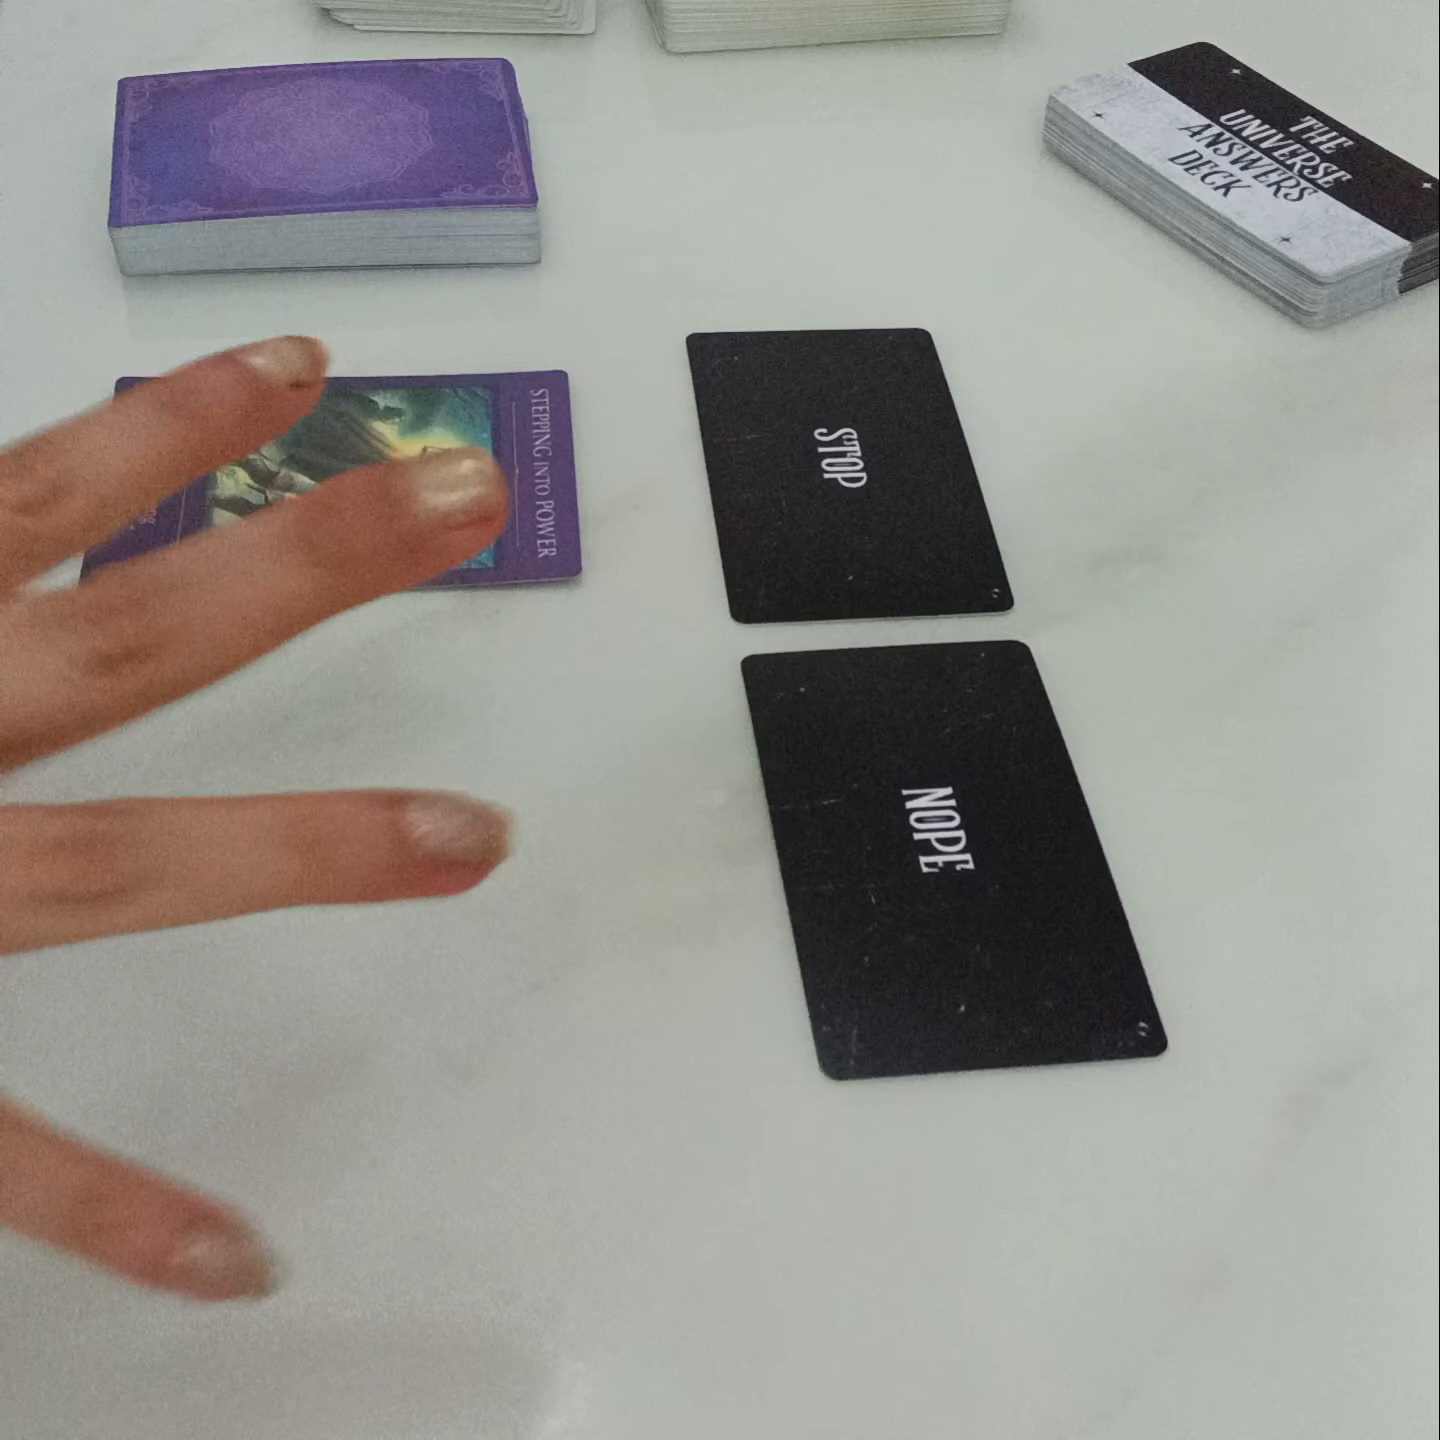 THE
UNIVERSE
ANSWERS
DECK
STEPPING INTO POWER
STOP
NOPE